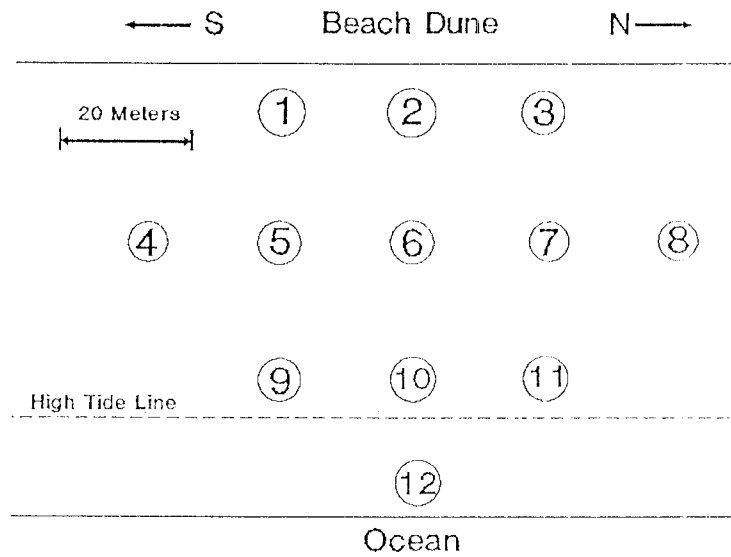 S Beach Dune N
20 Meters
1 2 3
4 5 6 7 8
9 10 11
High Tide Line
12
Ocean